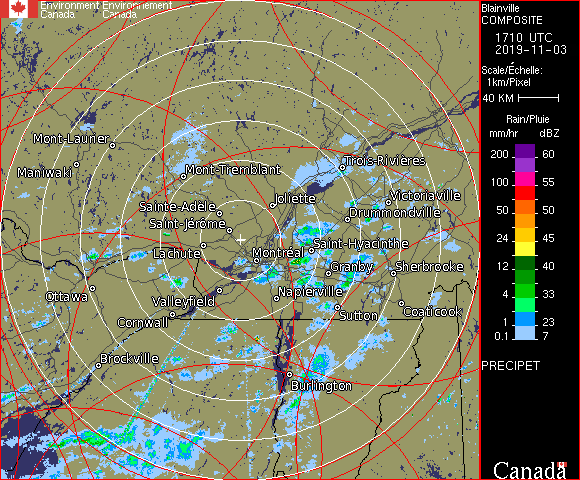 Environment Environnement
Canada Canada
Blainville
COMPOSITE
1710 UTC
2019-11-03
Scale/Échelle:
1km/Pixel
40 KM
Rain/Pluie
mm/hr dBZ
200 60
100 55
50 50
24 45
12 40
4 33
1 23
0.1 7
PRECIPET
Canada
Mont-Laurier
Maniwaki
Mont-Tremblant
Trois-Rivières
Joliette
Victoriaville
Sainte-Adèle
Drummondville
Saint-Jérôme
Saint-Hyacinthe
Lachute
Montréal
Granby
Sherbrooke
Ottawa
Valleyfield
Napierville
Cornwall
Sutton
Coaticook
Brockville
Burlington